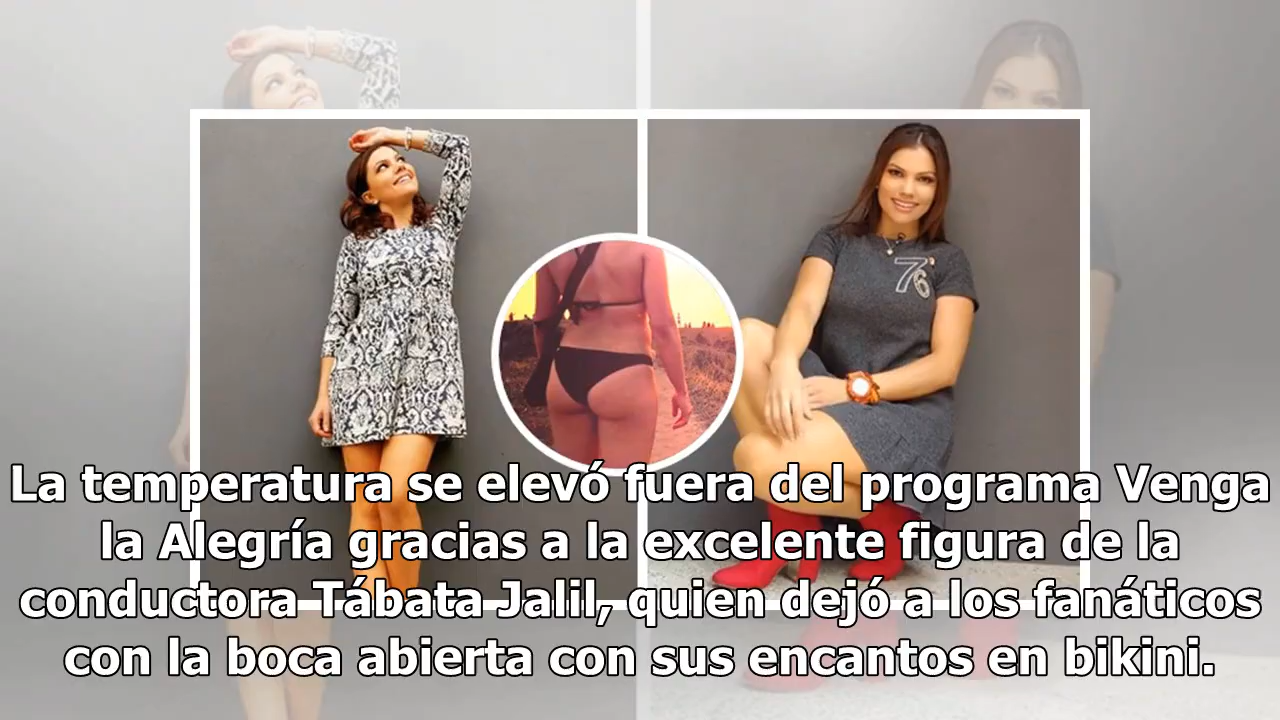 76
La temperatura se elevó fuera del programa Venga
la Alegría gracias a la excelente figura de la
conductora Tábata Jalil, quien dejó a los fanáticos
con la boca abierta con sus encantos en bikini.